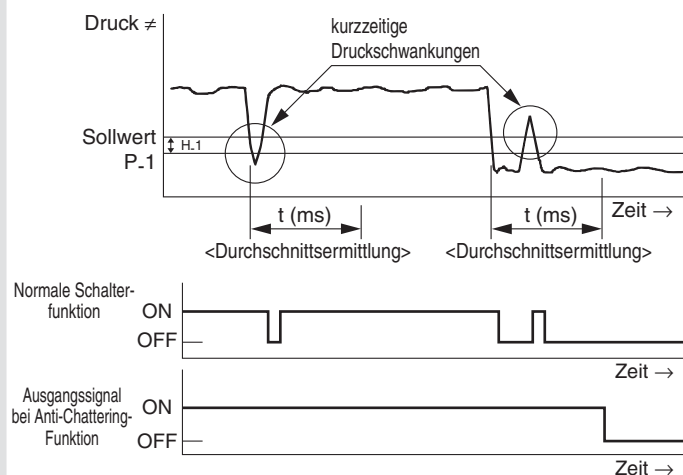 Druck ≠
kurzzeitige
Druckschwankungen
Sollwert
H-1
P-1
t (ms)
t (ms)
Zeit →
<Durchschnittsermittlung>
<Durchschnittsermittlung>
Normale Schalter-
funktion
ON
OFF
Zeit →
Ausgangssignal
bei Anti-Chattering-
Funktion
ON
OFF
Zeit →